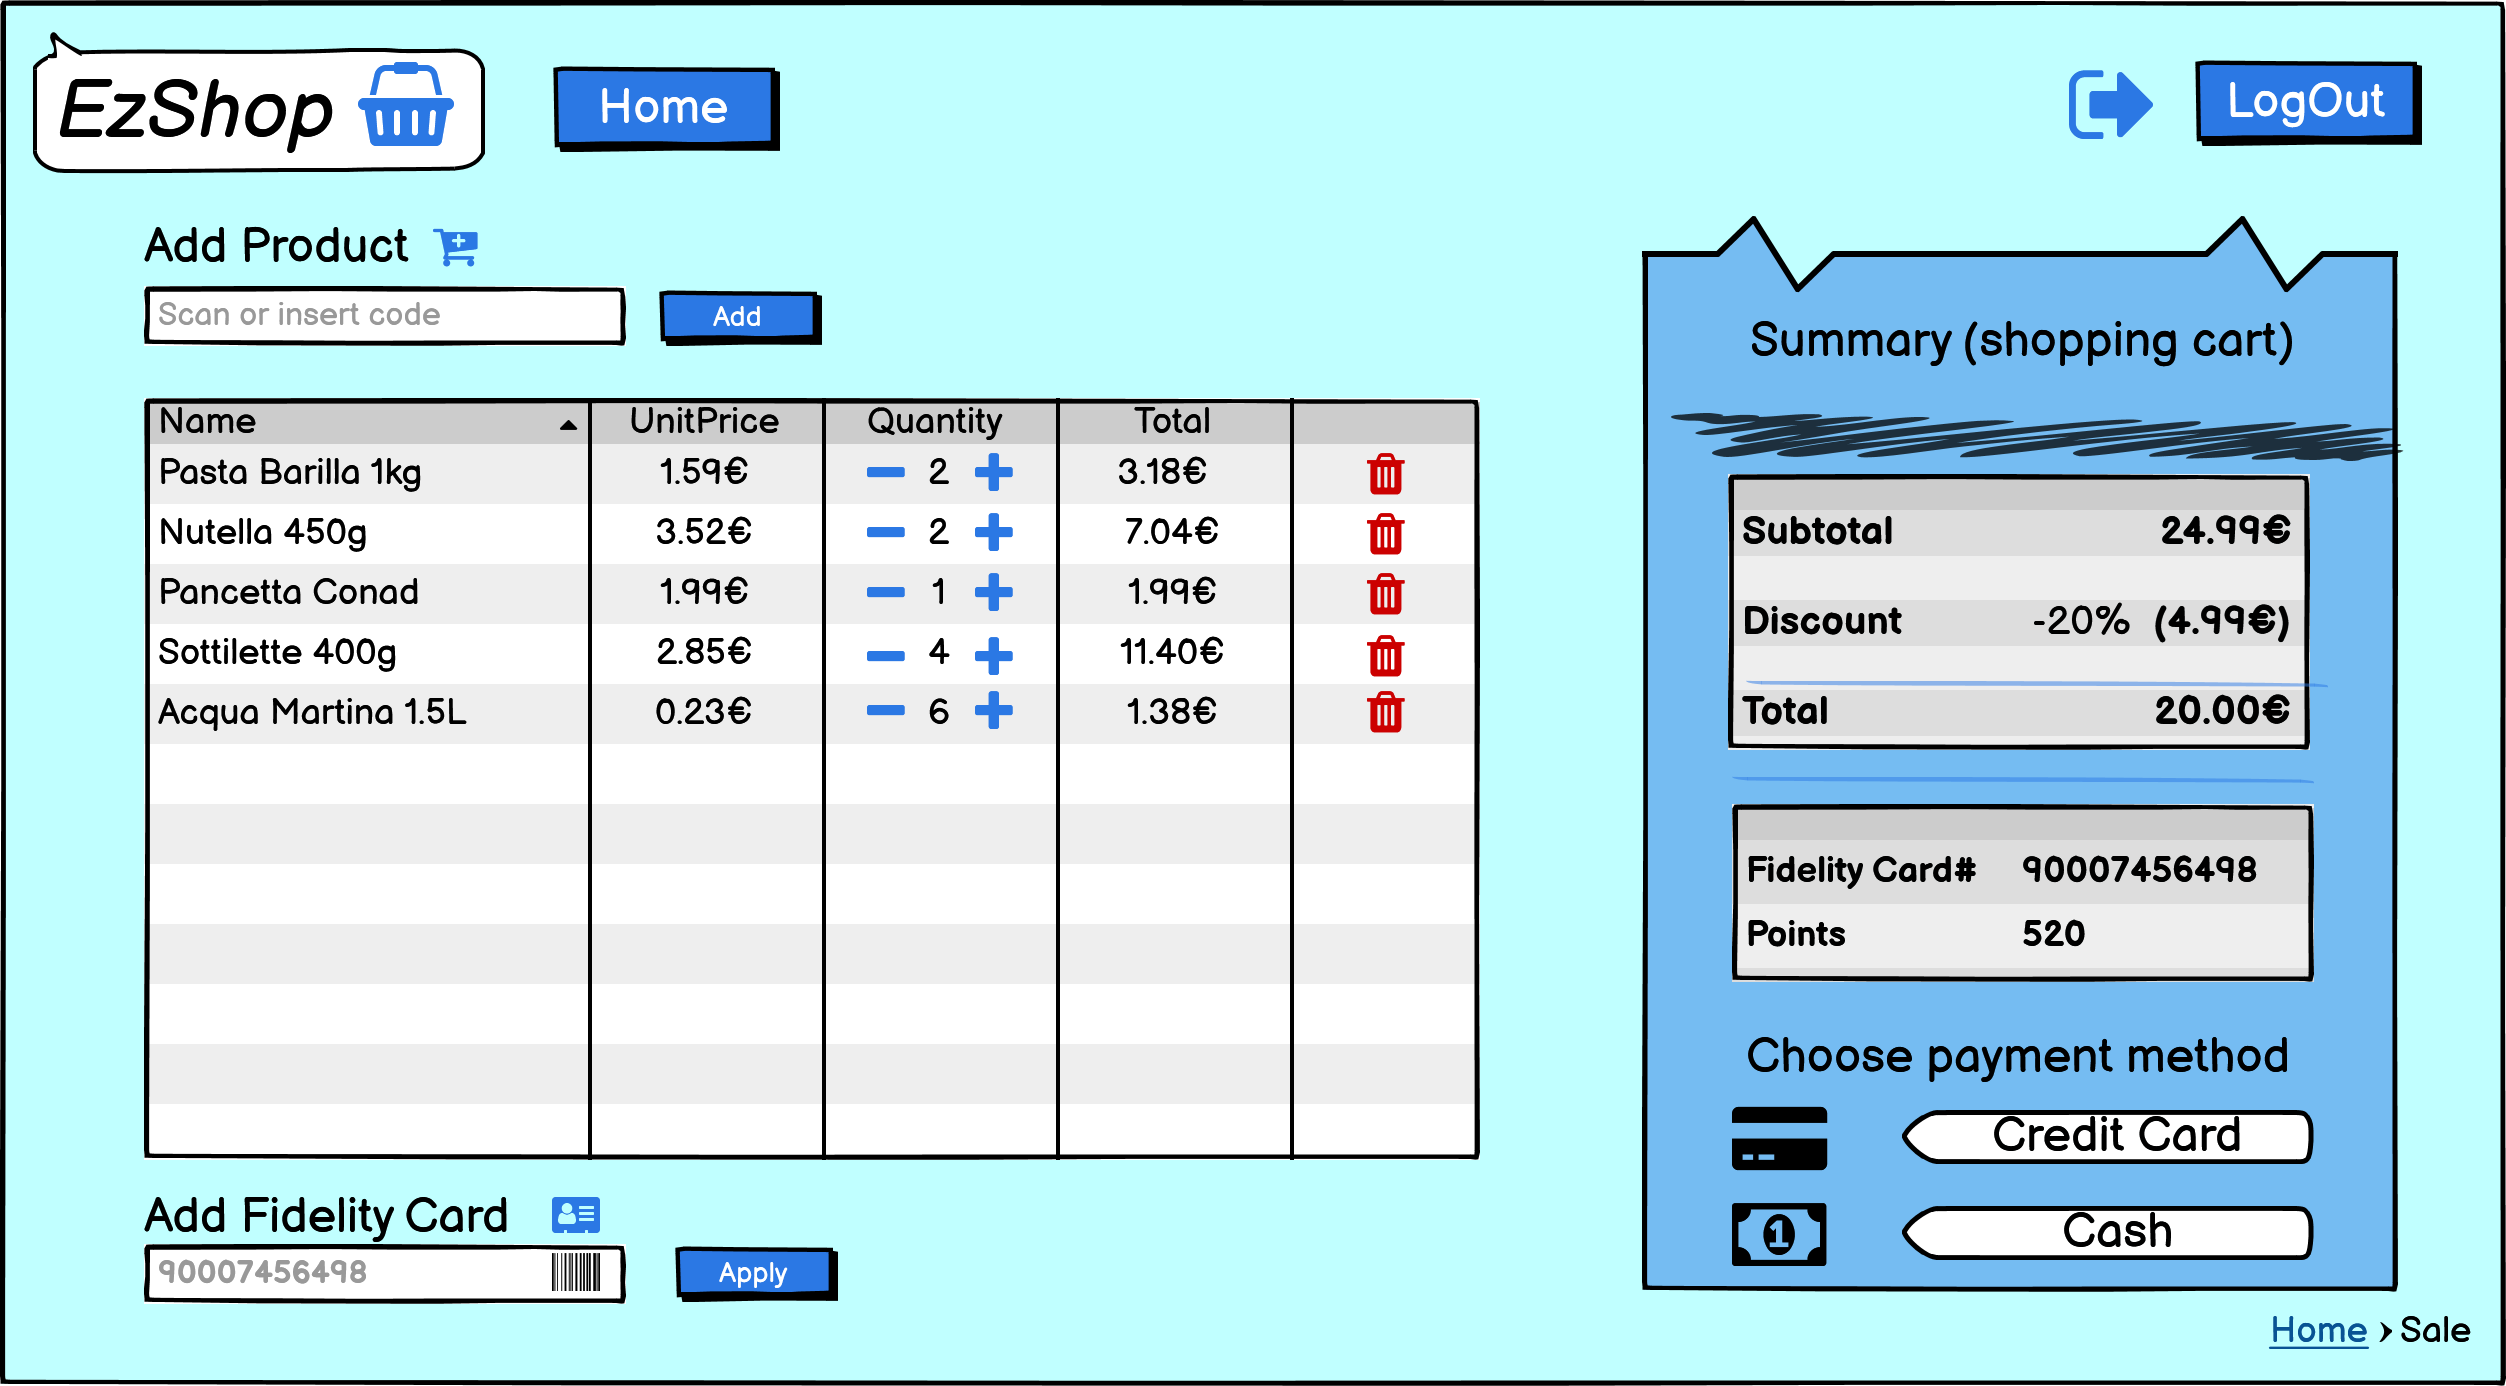 EzShop
Home
LogOut
Add Product
Scan or insert code
Add
Name UnitPrice Quantity Total
Pasta Barilla 1kg 1.59€ 2 3.18€
Nutella 450g 3.52€ 2 7.04€
Pancetta Conad 1.99€ 1 1.99€
Sottilette 400g 2.85€ 4 11.40€
Acqua Martina 1.5L 0.23€ 6 1.38€
Add Fidelity Card
90007456498
Apply
Summary (shopping cart)
Subtotal 24.99€
Discount -20% (4.99€)
Total 20.00€
Fidelity Card# 90007456498
Points 520
Choose payment method
Credit Card
1 Cash
Home > Sale